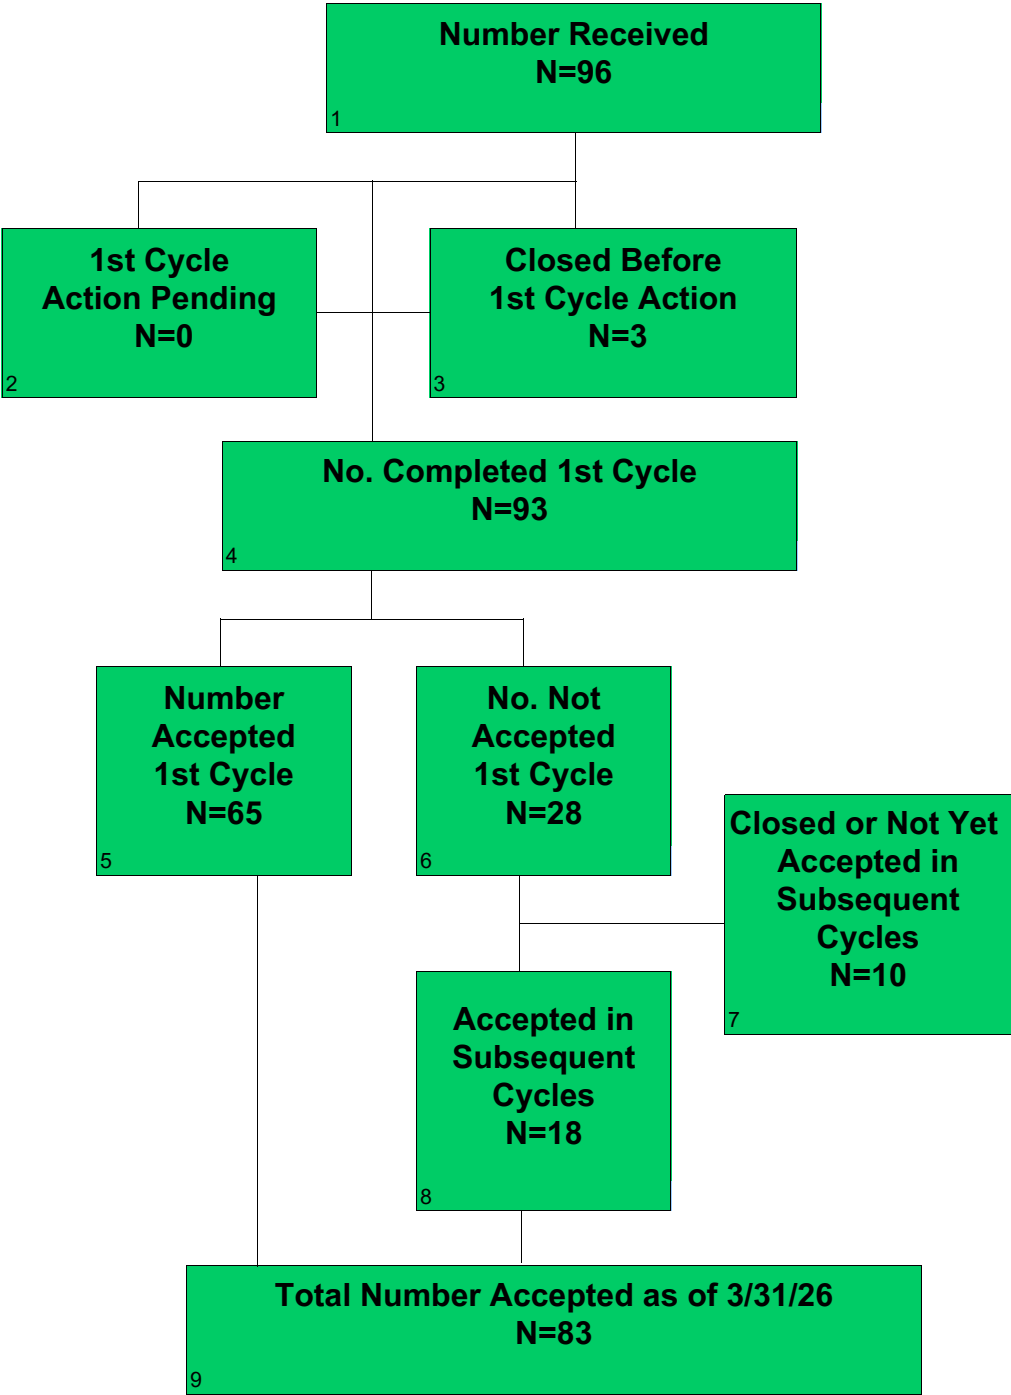 Number Received
N=96
1
1st Cycle
Action Pending
N=0
2
Closed Before
1st Cycle Action
N=3
3
No. Completed 1st Cycle
N=93
4
Number
Accepted
1st Cycle
N=65
5
No. Not
Accepted
1st Cycle
N=28
6
Closed or Not Yet
Accepted in
Subsequent
Cycles
N=10
7
Accepted in
Subsequent
Cycles
N=18
8
Total Number Accepted as of 3/31/26
N=83
9